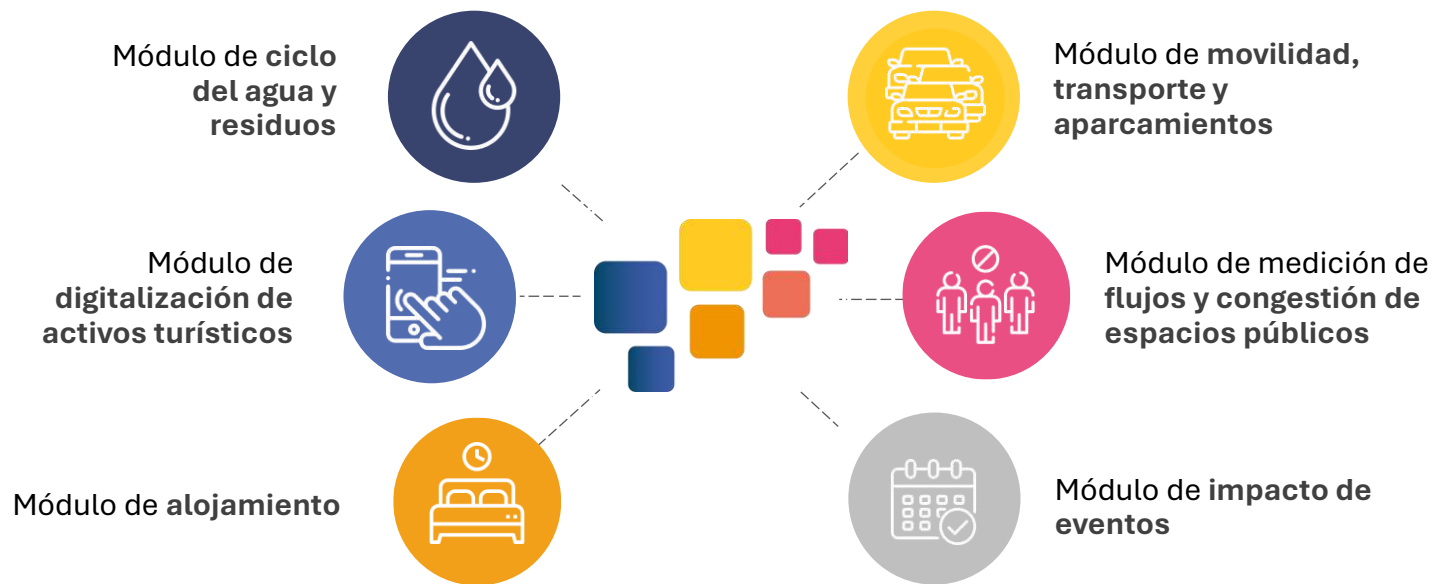 Módulo de ciclo
del agua y
residuos
Módulo de movilidad,
transporte y
aparcamientos
Módulo de
digitalización de
activos turísticos
Módulo de medición de
flujos y congestión de
espacios públicos
Módulo de alojamiento
Módulo de impacto de
eventos